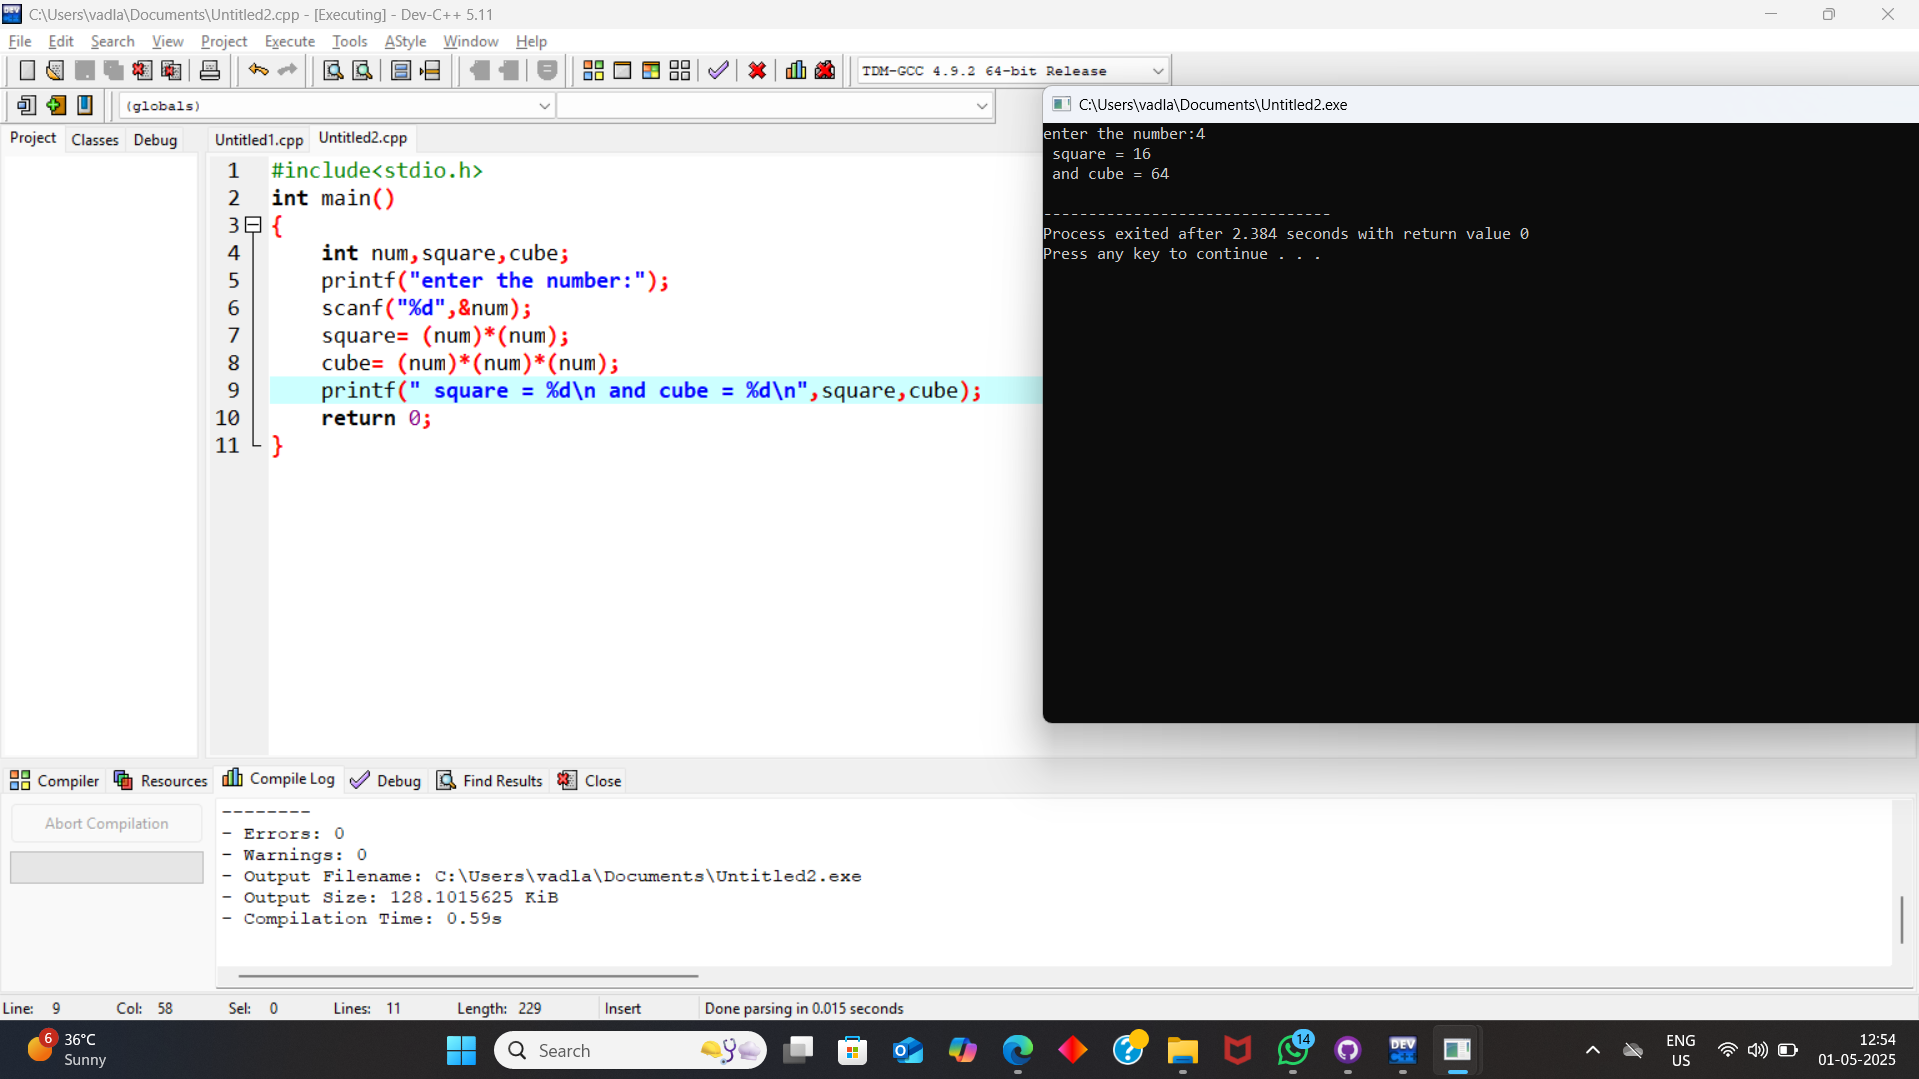 C:\Users\vadla\Documents\Untitled2.cpp - [Executing] - Dev-C++ 5.11
File Edit Search View Project Execute Tools AStyle Window Help
TDM-GCC 4.9.2 64-bit Release
(globals)
Project Classes Debug
Untitled1.cpp Untitled2.cpp
1 #include<stdio.h>
2 int main()
3 {
4 int num,square,cube;
5 printf("enter the number:");
6 scanf("%d",&num);
7 square= (num)*(num);
8 cube= (num)*(num)*(num);
9 printf(" square = %d\n and cube = %d\n",square,cube);
10 return 0;
11 }
C:\Users\vadla\Documents\Untitled2.exe
enter the number:4
square = 16
and cube = 64
--------------------------------
Process exited after 2.384 seconds with return value 0
Press any key to continue . . .
Compiler Resources Compile Log Debug Find Results Close
Abort Compilation
--------
- Errors: 0
- Warnings: 0
- Output Filename: C:\Users\vadla\Documents\Untitled2.exe
- Output Size: 128.1015625 KiB
- Compilation Time: 0.59s
Line: 9 Col: 58 Sel: 0 Lines: 11 Length: 229 Insert Done parsing in 0.015 seconds
6
36°C
Sunny
Search
14
DEV
C++
ENG
US
12:54
01-05-2025